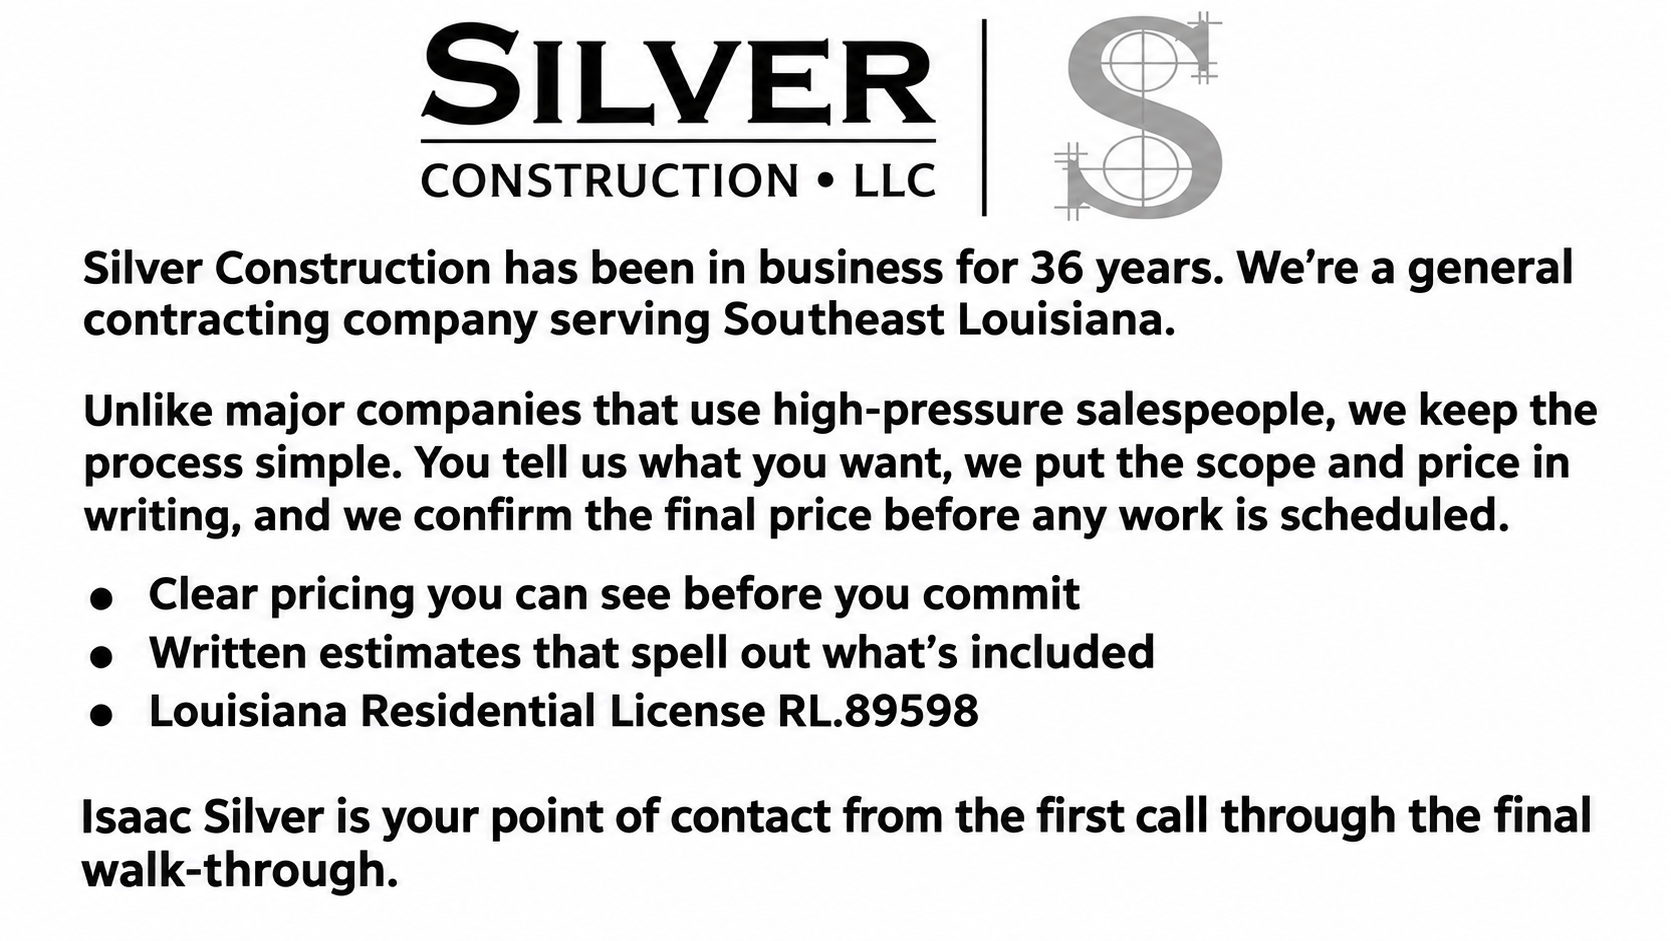 SILVER
CONSTRUCTION • LLC
S
Silver Construction has been in business for 36 years. We’re a general
contracting company serving Southeast Louisiana.
Unlike major companies that use high-pressure salespeople, we keep the
process simple. You tell us what you want, we put the scope and price in
writing, and we confirm the final price before any work is scheduled.
• Clear pricing you can see before you commit
• Written estimates that spell out what’s included
• Louisiana Residential License RL.89598
Isaac Silver is your point of contact from the first call through the final
walk-through.